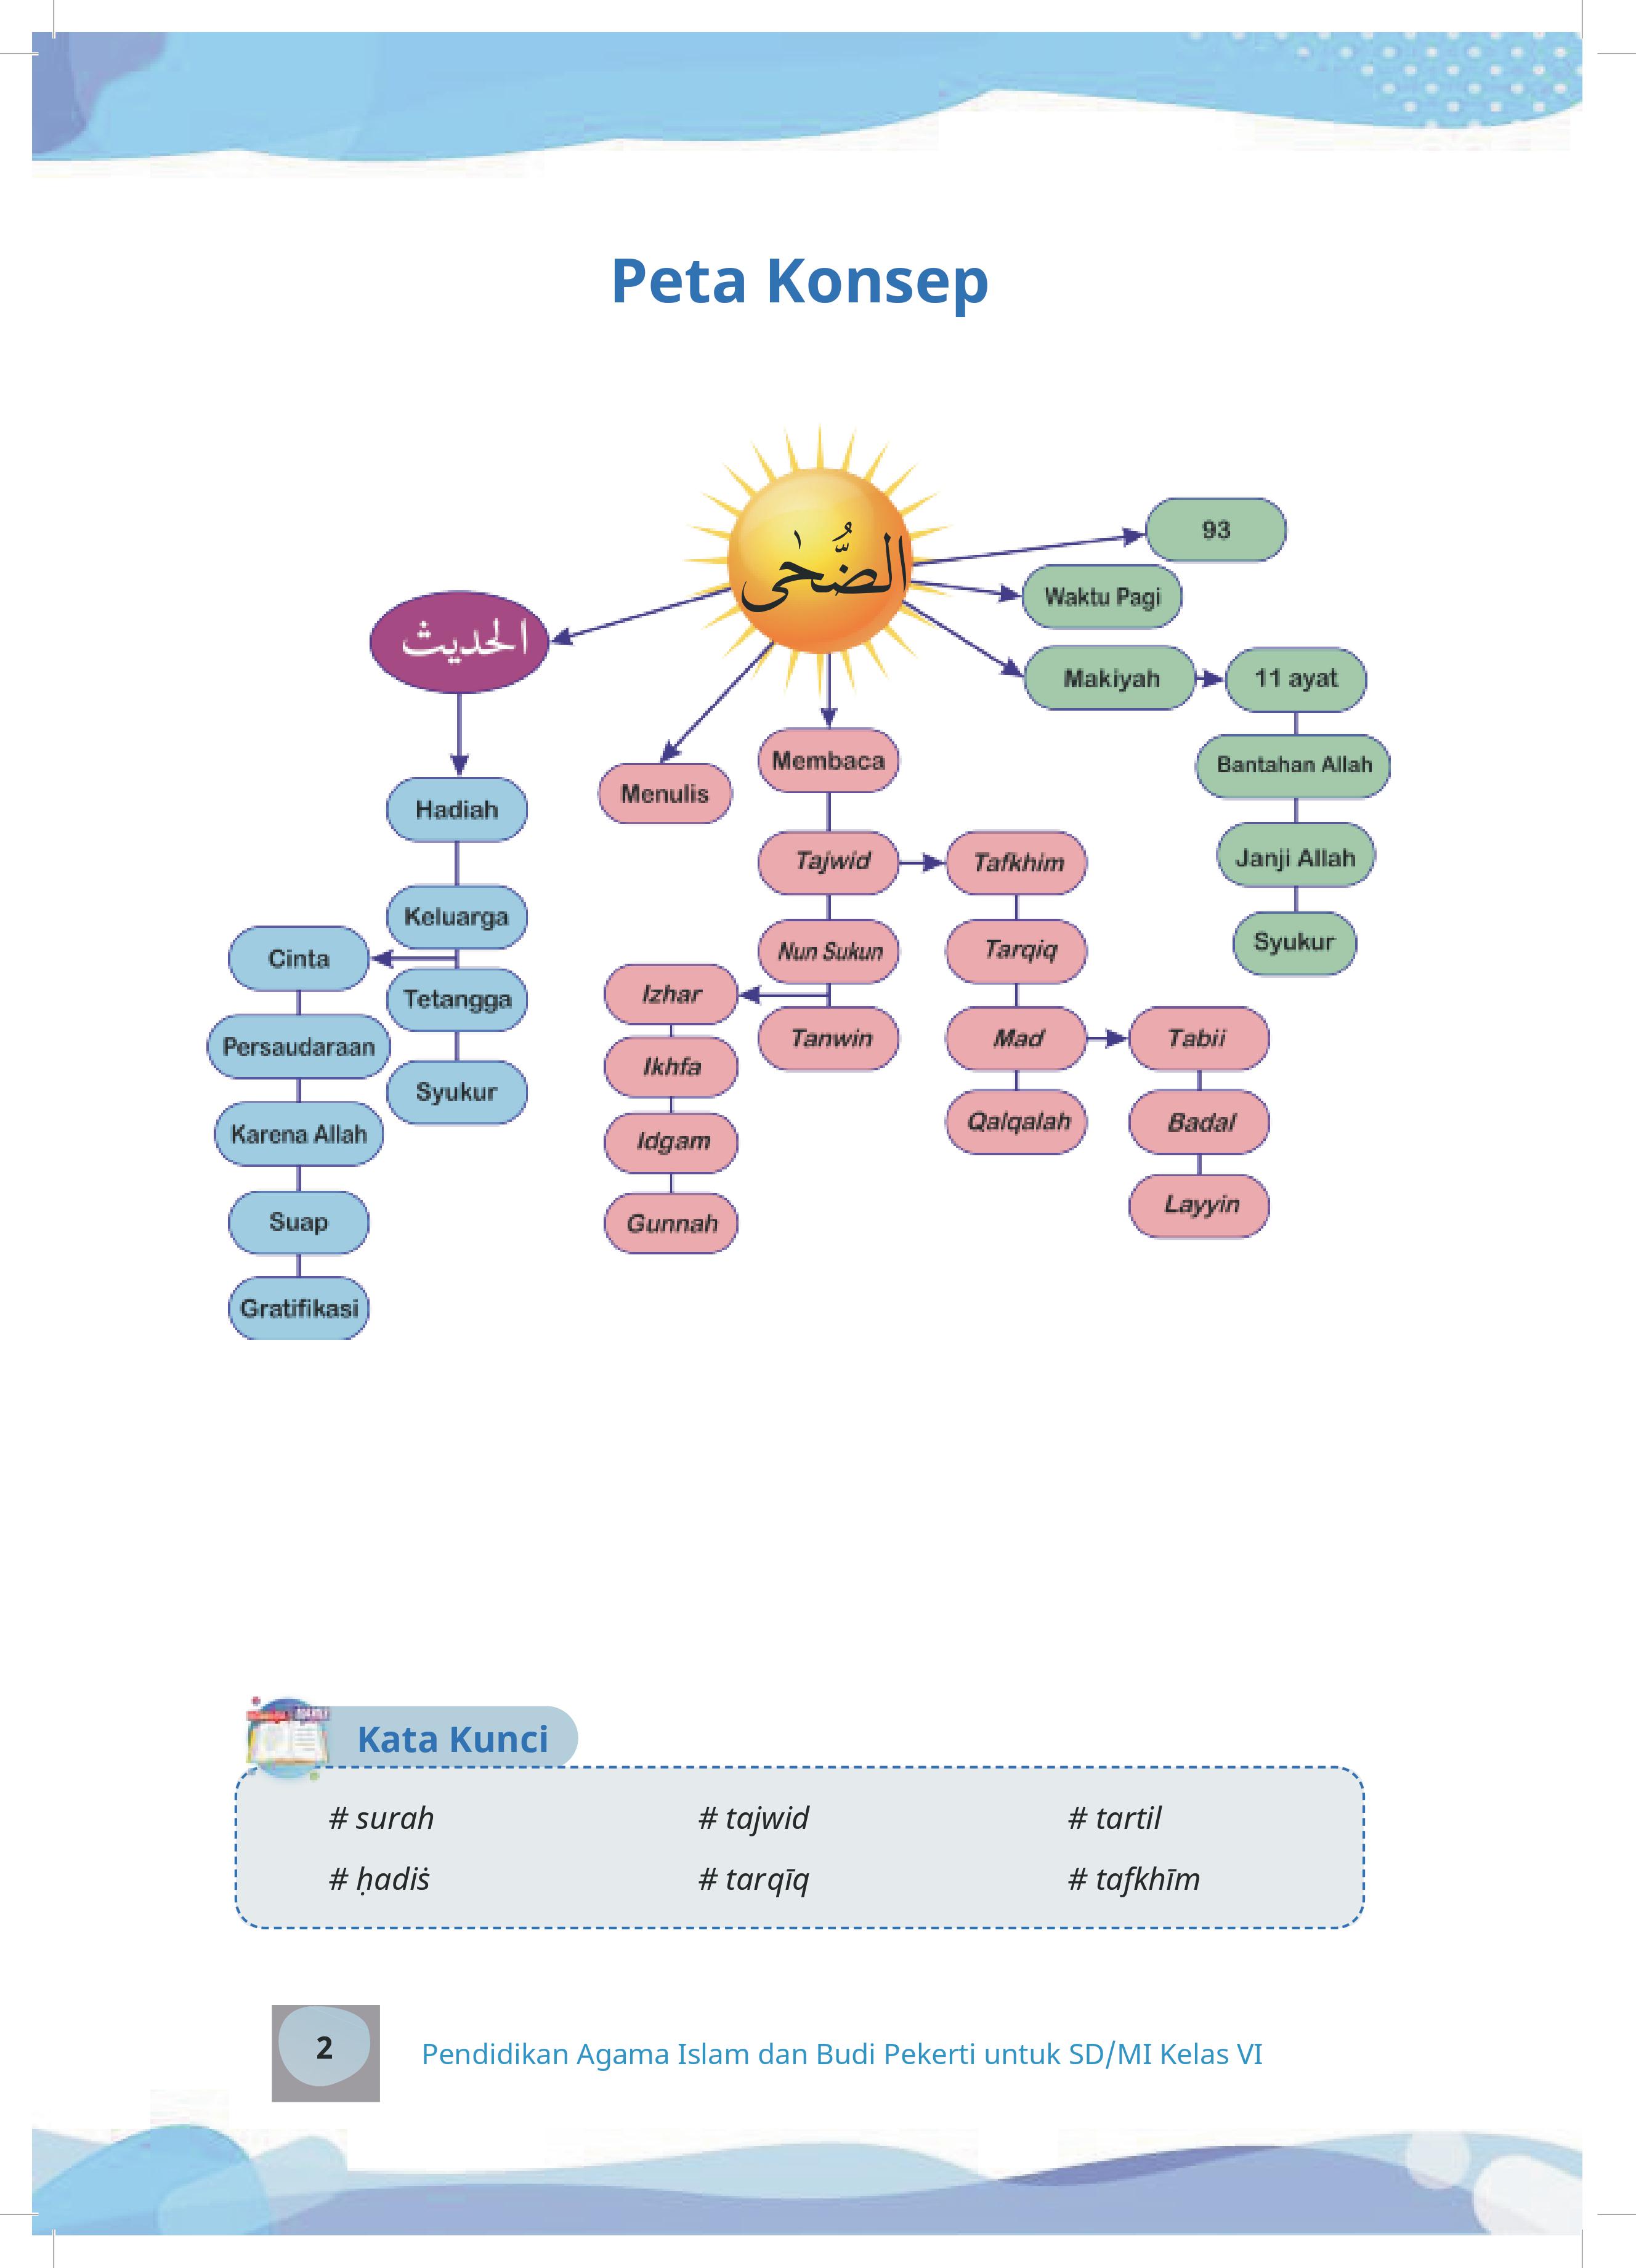 Peta Konsep
الضُّحٰى
93
Waktu Pagi
Makiyah
11 ayat
Bantahan Allah
Janji Allah
Syukur
الحديث
Hadiah
Keluarga
Tetangga
Syukur
Cinta
Persaudaraan
Karena Allah
Suap
Gratifikasi
Menulis
Membaca
Tajwid
Nun Sukun
Tanwin
Izhar
Ikhfa
Idgam
Gunnah
Tafkhim
Tarqiq
Mad
Qalqalah
Tabii
Badal
Layyin
Kata Kunci
# surah # tajwid # tartil
# ḥadiṡ # tarqīq # tafkhīm
2 Pendidikan Agama Islam dan Budi Pekerti untuk SD/MI Kelas VI